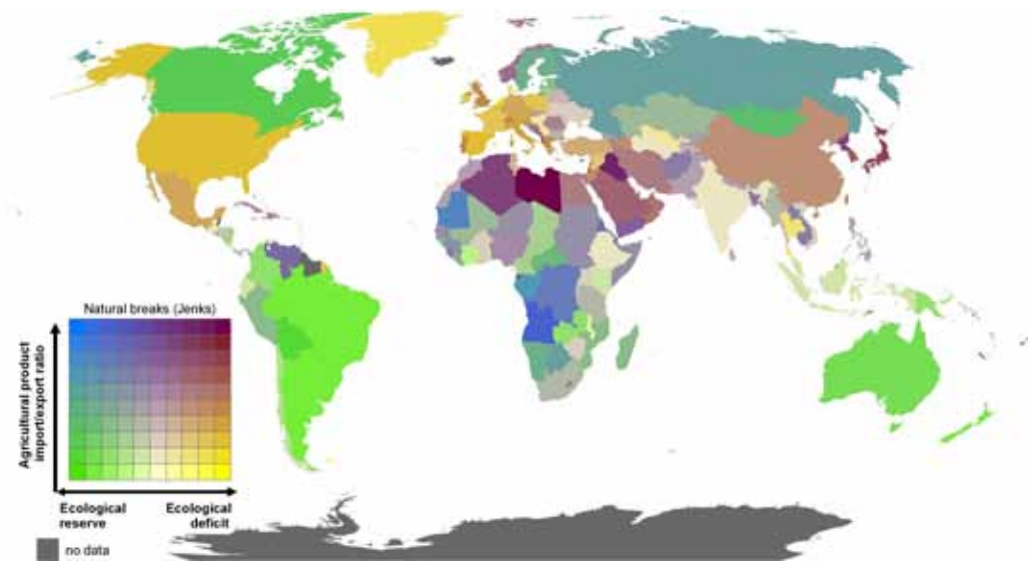 Natural breaks (Jenks)
Agricultural product
import/export ratio
Ecological
reserve
Ecological
deficit
no data